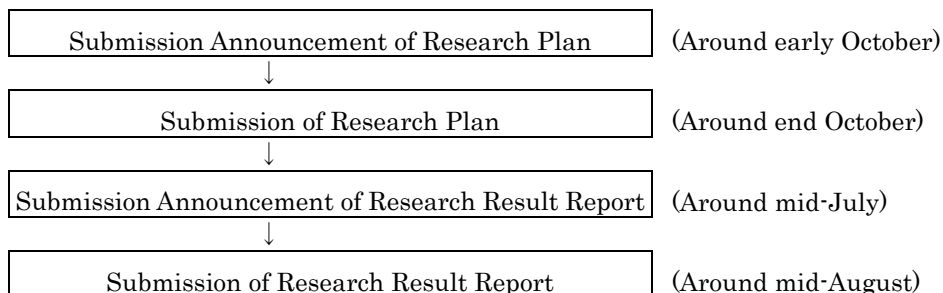 Submission Announcement of Research Plan (Around early October)
↓
Submission of Research Plan (Around end October)
↓
Submission Announcement of Research Result Report (Around mid-July)
↓
Submission of Research Result Report (Around mid-August)